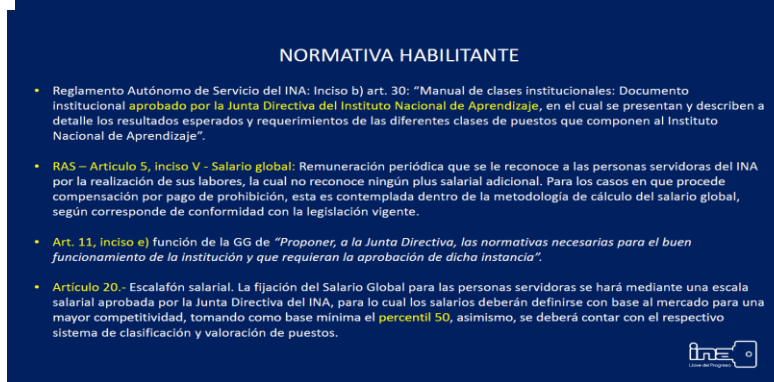 NORMATIVA HABILITANTE
• Reglamento Autónomo de Servicio del INA: Inciso b) art. 30: “Manual de clases institucionales: Documento
institucional aprobado por la Junta Directiva del Instituto Nacional de Aprendizaje, en el cual se presentan y describen a
detalle los resultados esperados y requerimientos de las diferentes clases de puestos que componen al Instituto
Nacional de Aprendizaje”.
• RAS – Articulo 5, inciso V - Salario global: Remuneración periódica que se le reconoce a las personas servidoras del INA
por la realización de sus labores, la cual no reconoce ningún plus salarial adicional. Para los casos en que procede
compensación por pago de prohibición, esta es contemplada dentro de la metodología de cálculo del salario global,
según corresponde de conformidad con la legislación vigente.
• Art. 11, inciso e) función de la GG de “Proponer, a la Junta Directiva, las normativas necesarias para el buen
funcionamiento de la institución y que requieran la aprobación de dicha instancia”.
• Artículo 20.- Escalafón salarial. La fijación del Salario Global para las personas servidoras se hará mediante una escala
salarial aprobada por la Junta Directiva del INA, para lo cual los salarios deberán definirse con base al mercado para una
mayor competitividad, tomando como base mínima el percentil 50, asimismo, se deberá contar con el respectivo
sistema de clasificación y valoración de puestos.
ina
Llave del Progreso